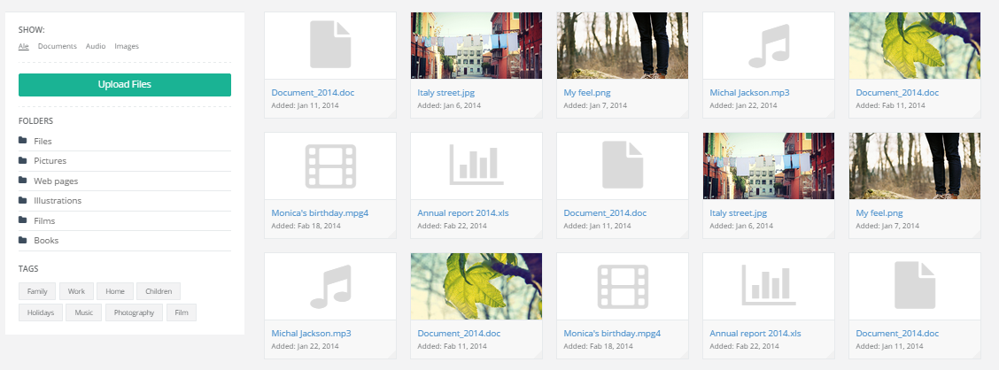 SHOW:
Ale Documents Audio Images
Upload Files
FOLDERS
Files
Pictures
Web pages
Illustrations
Films
Books
TAGS
Family Work Home Children
Holidays Music Photography Film
Document_2014.doc
Added: Jan 11, 2014
Italy street.jpg
Added: Jan 6, 2014
My feel.png
Added: Jan 7, 2014
Michal Jackson.mp3
Added: Jan 22, 2014
Document_2014.doc
Added: Fab 11, 2014
Monica's birthday.mpg4
Added: Fab 18, 2014
Annual report 2014.xls
Added: Fab 22, 2014
Document_2014.doc
Added: Jan 11, 2014
Italy street.jpg
Added: Jan 6, 2014
My feel.png
Added: Jan 7, 2014
Michal Jackson.mp3
Added: Jan 22, 2014
Document_2014.doc
Added: Fab 11, 2014
Monica's birthday.mpg4
Added: Fab 18, 2014
Annual report 2014.xls
Added: Fab 22, 2014
Document_2014.doc
Added: Jan 11, 2014